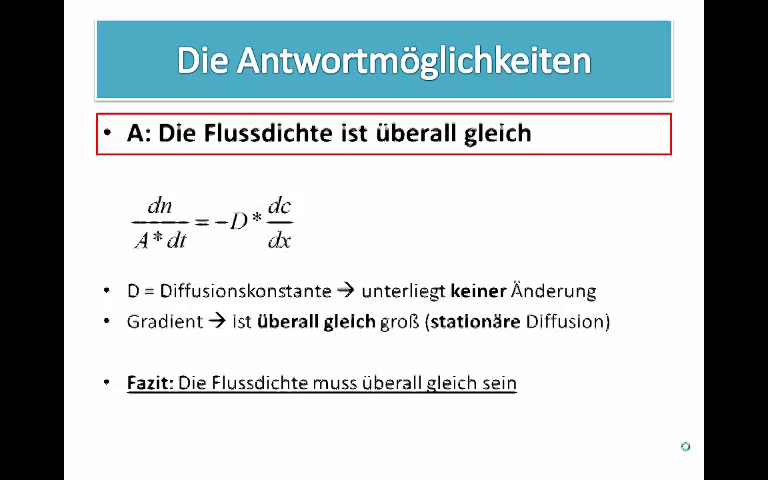 Die Antwortmöglichkeiten
• A: Die Flussdichte ist überall gleich
dn/(A * dt) = −D * dc/dx
• D = Diffusionskonstante → unterliegt keiner Änderung
• Gradient → ist überall gleich groß (stationäre Diffusion)
• Fazit: Die Flussdichte muss überall gleich sein